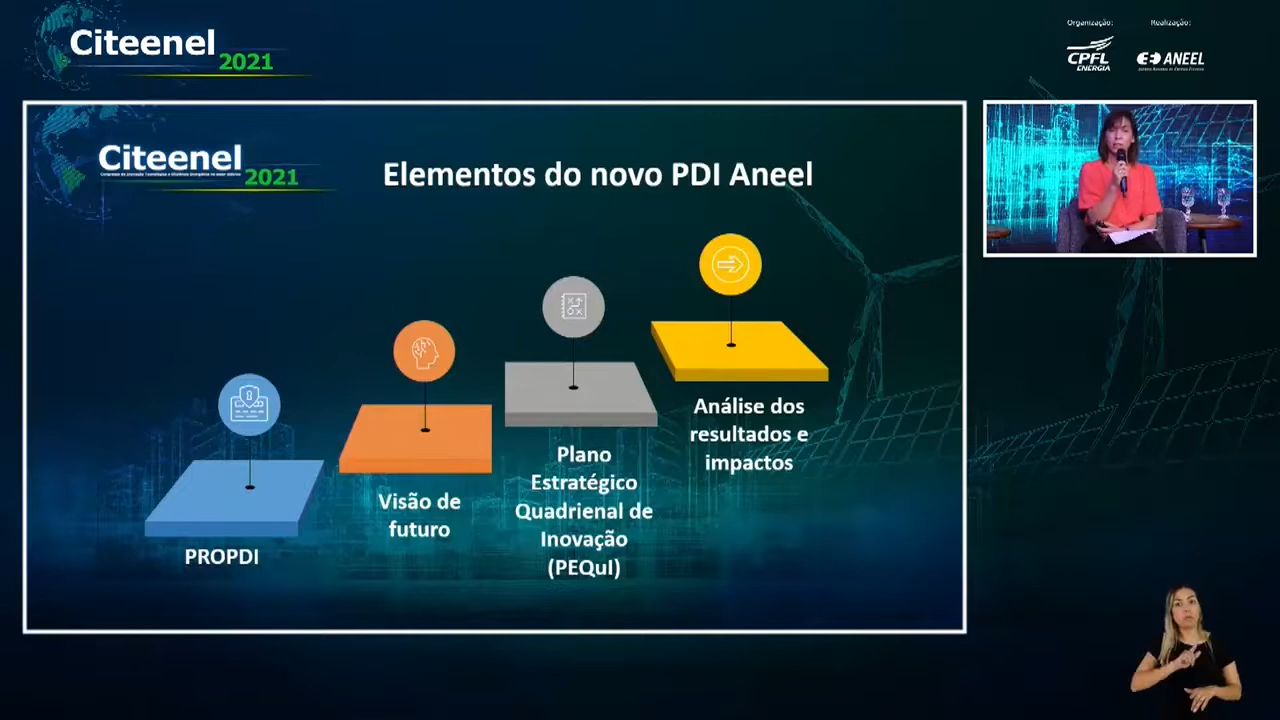 Citeenel
2021
Organização:
Realização:
CPFL
ENERGIA
ANEEL
Citeenel
2021
Elementos do novo PDI Aneel
PROPDI
Visão de
futuro
Plano
Estratégico
Quadrienal de
Inovação
(PEQuI)
Análise dos
resultados e
impactos